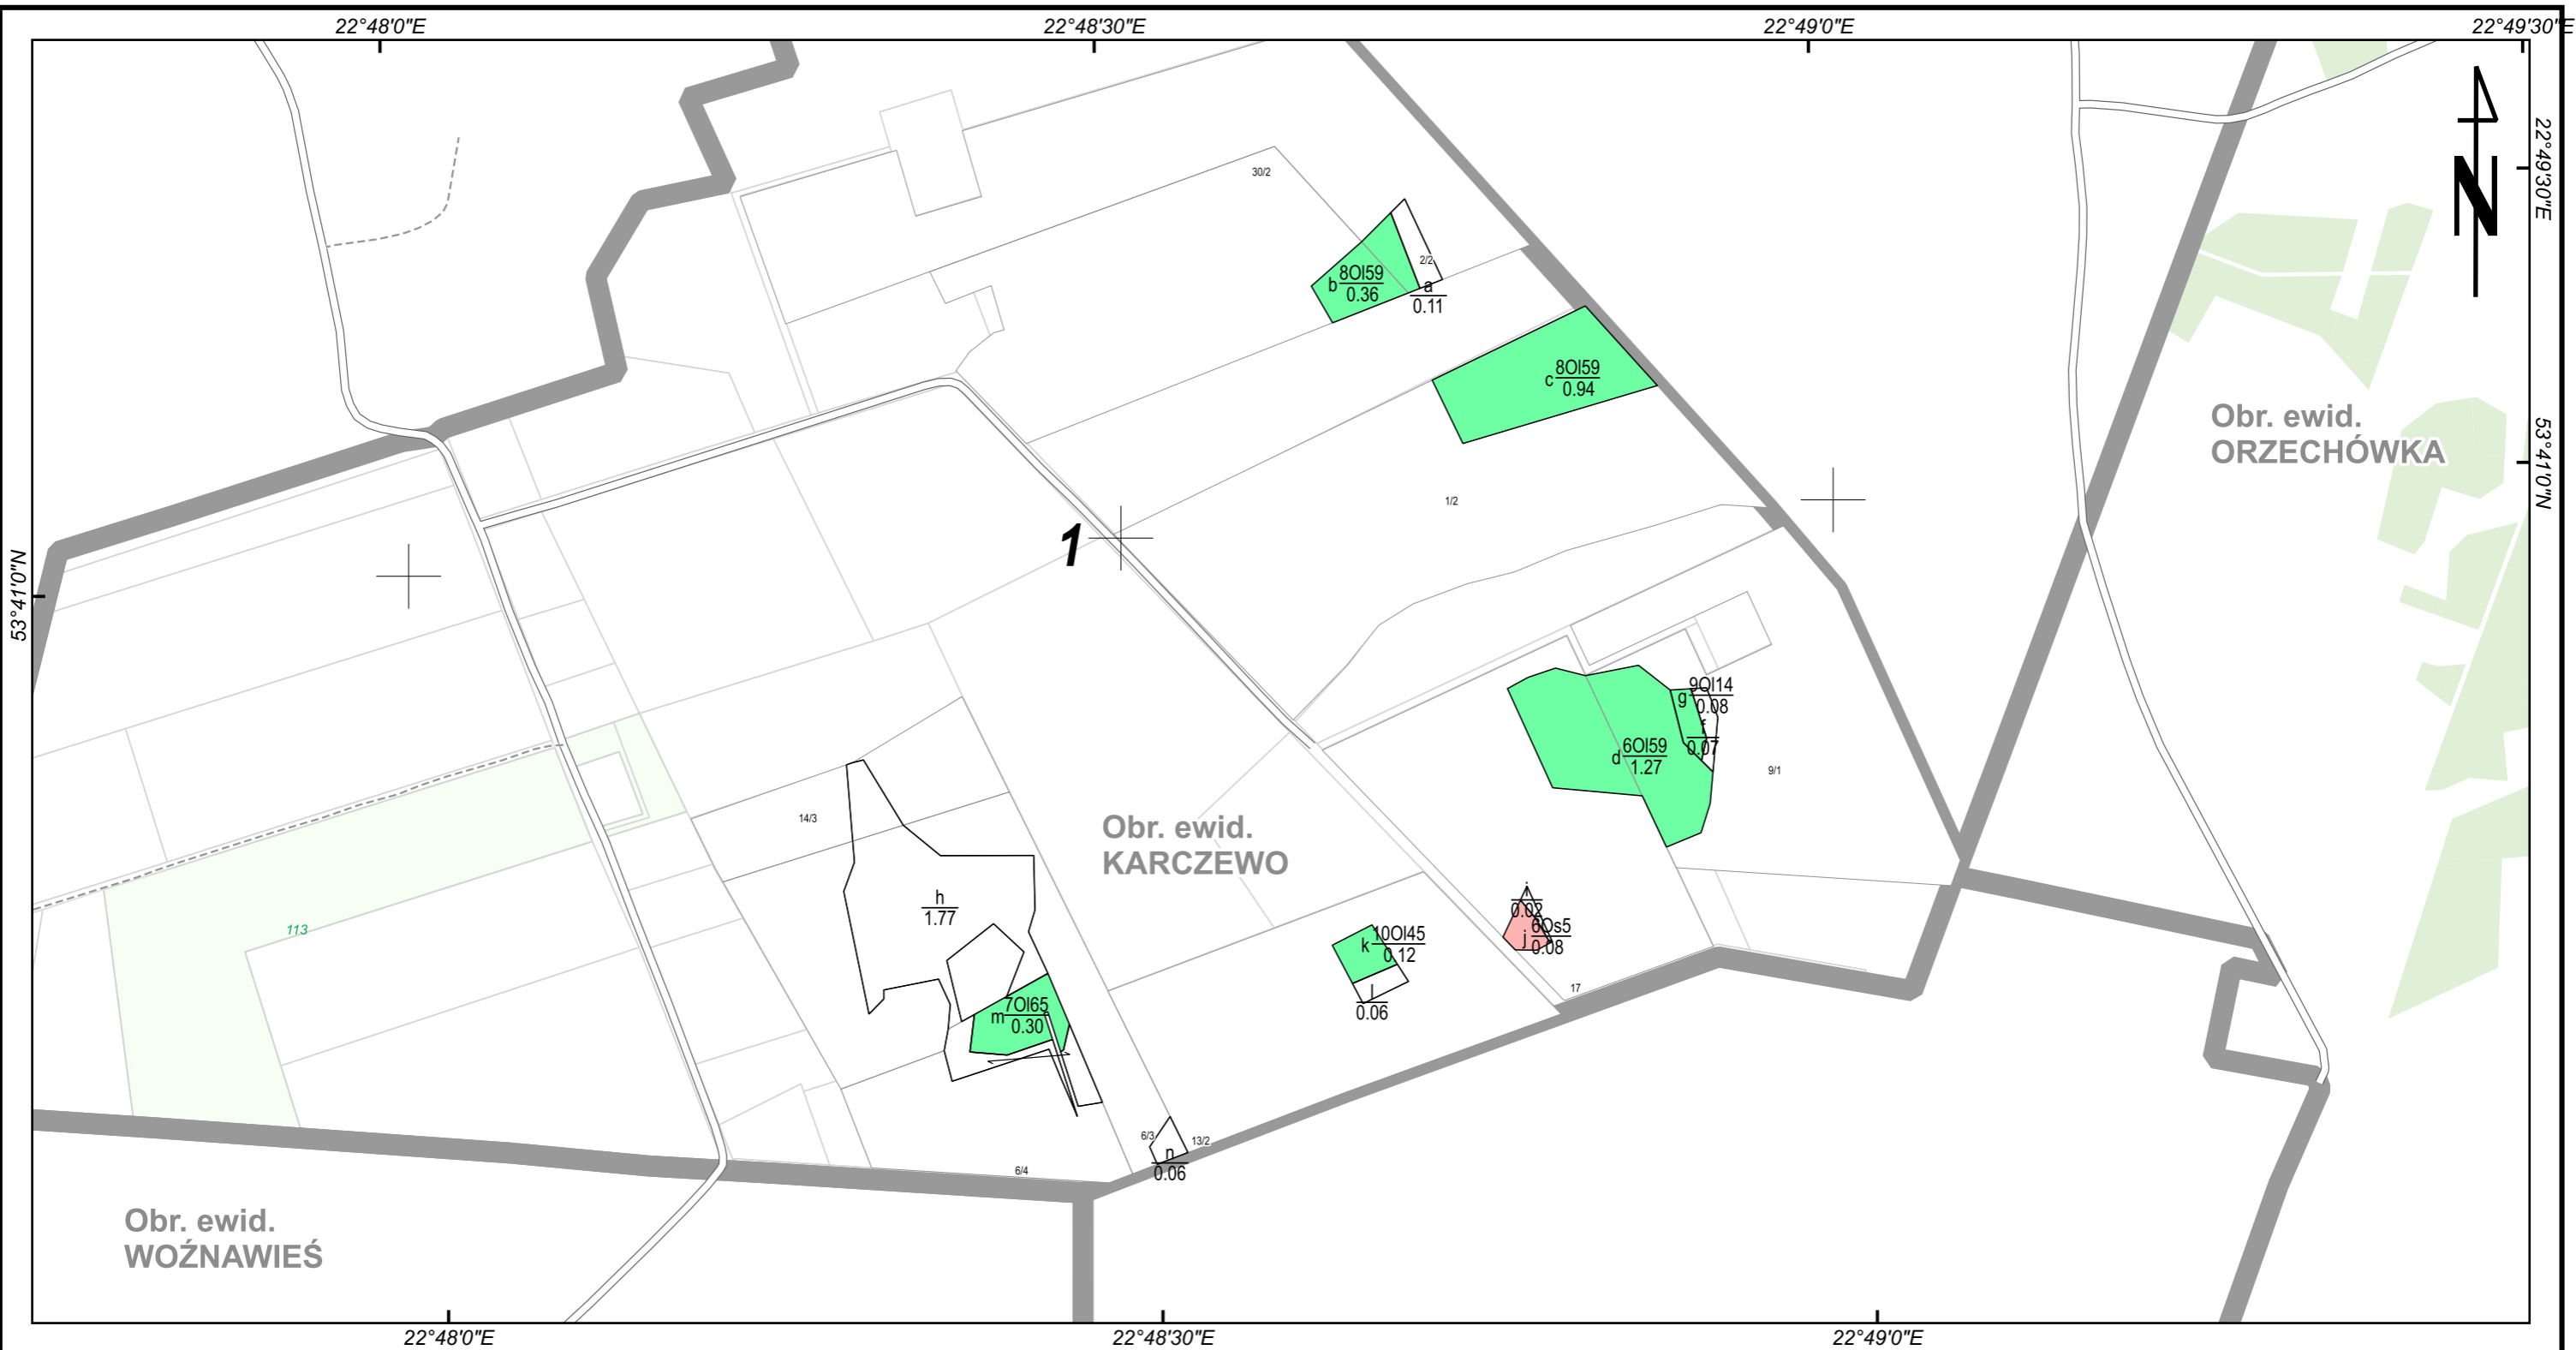 22°48'0"E
22°48'30"E
22°49'0"E
22°49'30"E
N
22°49'30"E
30/2
2/2
b 8Ol59
0.36
a
0.11
c 8Ol59
0.94
Obr. ewid.
ORZECHÓWKA
53°41'0"N
1/2
1
53°41'0"N
g 9Ol14
0.08
f
0.07
d 6Ol59
1.27
9/1
14/3
Obr. ewid.
KARCZEWO
h
1.77
i
0.02
j 6Os5
0.08
113
k 10Ol45
0.12
l
0.06
17
m 7Ol65
0.30
6/3
13/2
n
0.06
6/4
Obr. ewid.
WOŹNAWIEŚ
22°48'0"E
22°48'30"E
22°49'0"E